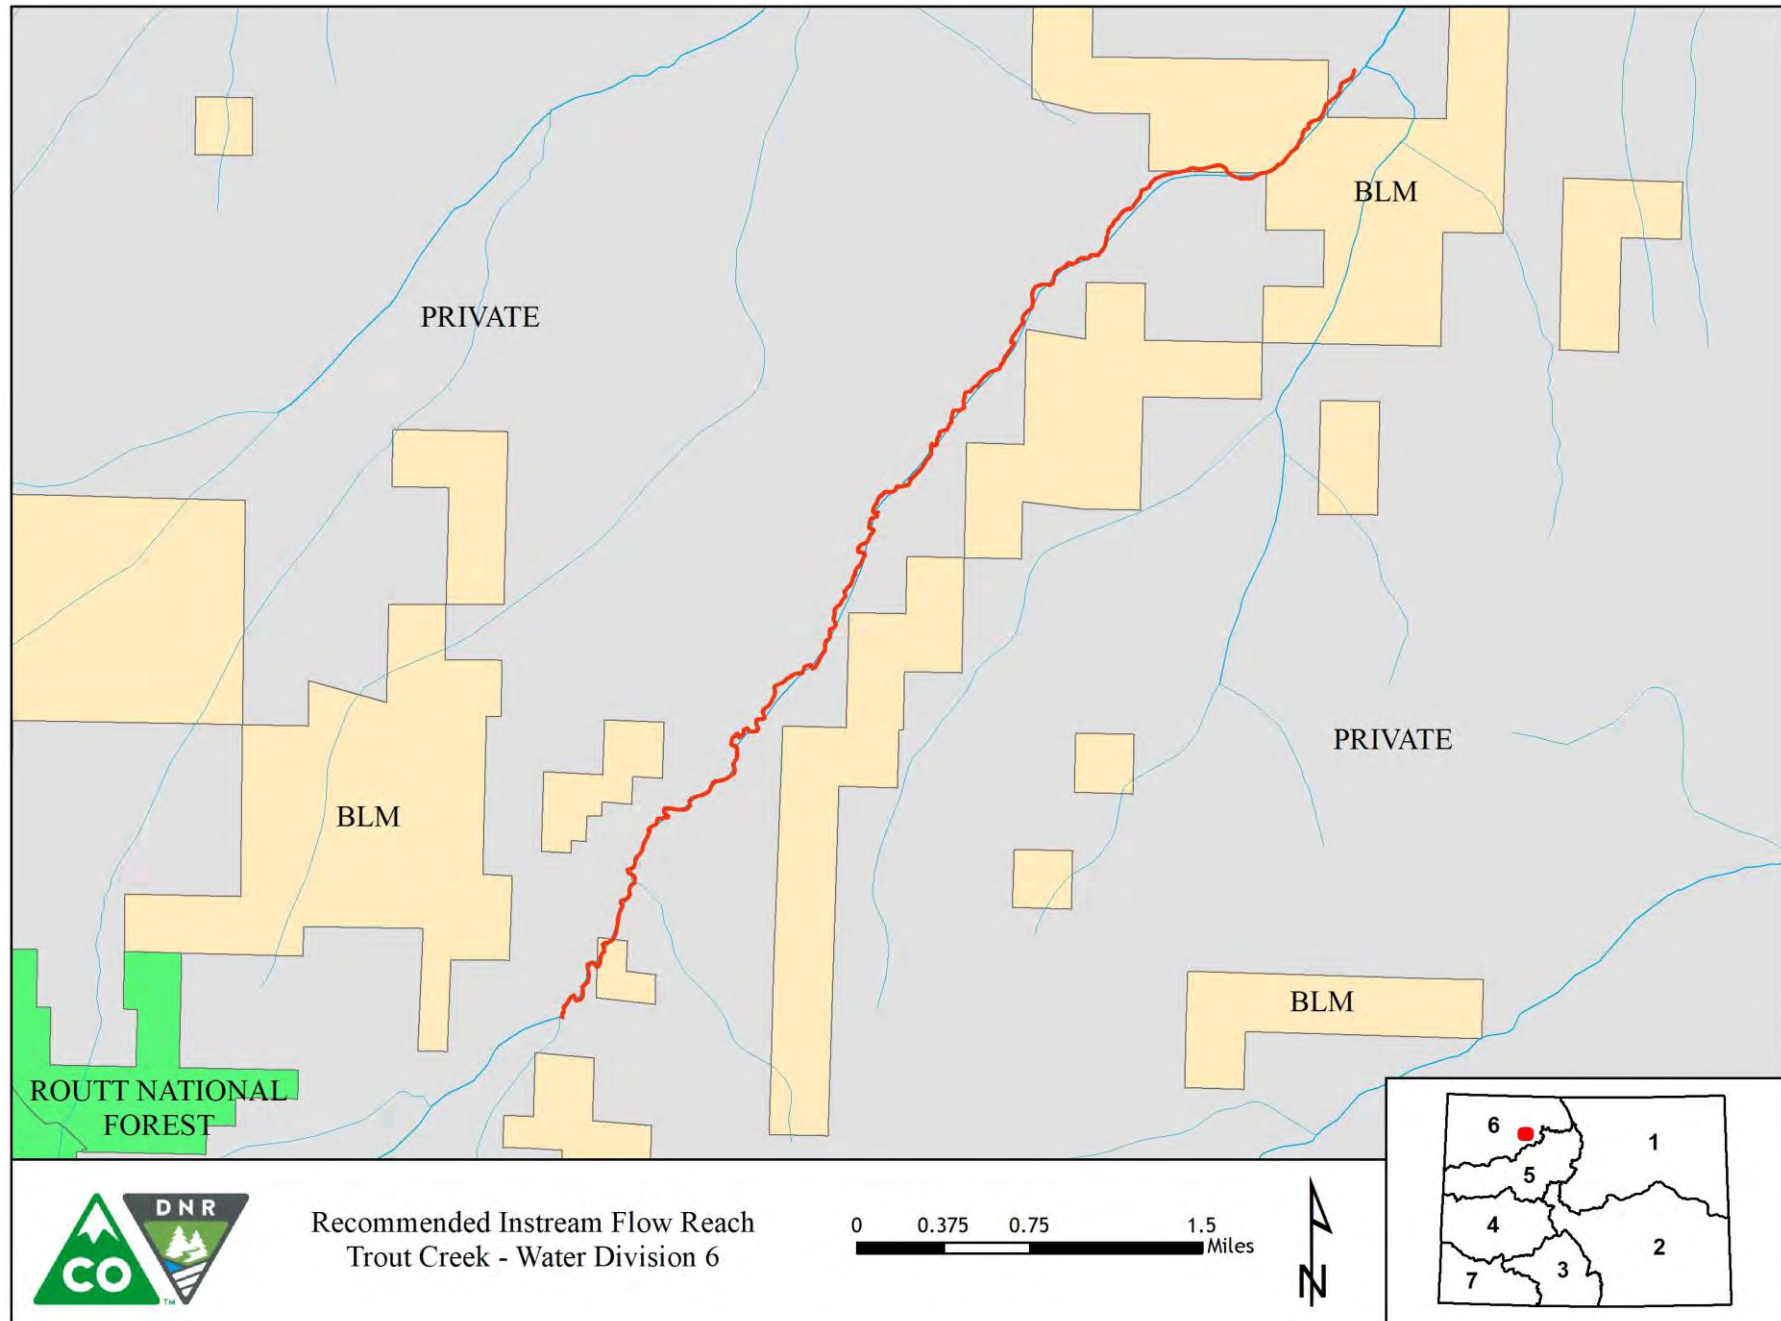 BLM
PRIVATE
PRIVATE
BLM
BLM
ROUTT NATIONAL
FOREST
DNR
CO
TM
Recommended Instream Flow Reach
Trout Creek - Water Division 6
0 0.375 0.75 1.5
Miles
N
6
1
5
4
2
3
7